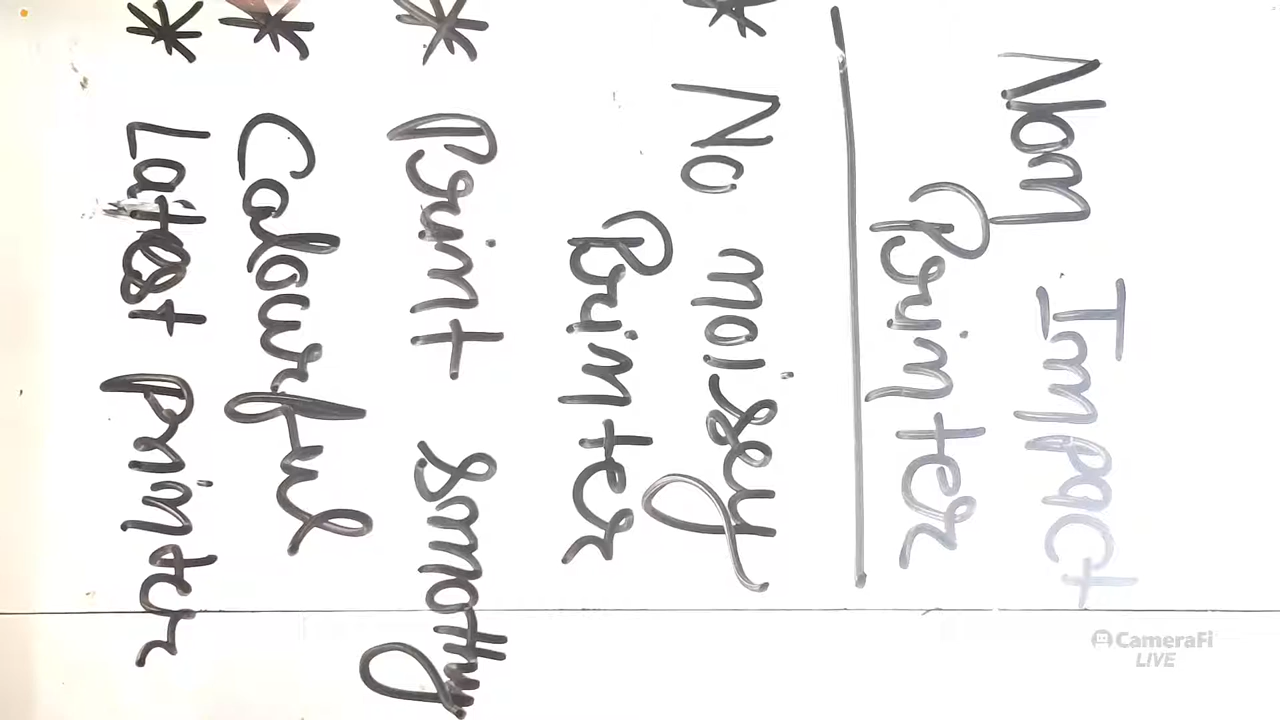 Non Impact
Printer
* No noisey
Printer
* Print smothy
* Colourful
* Latest printer
CameraFi
LIVE